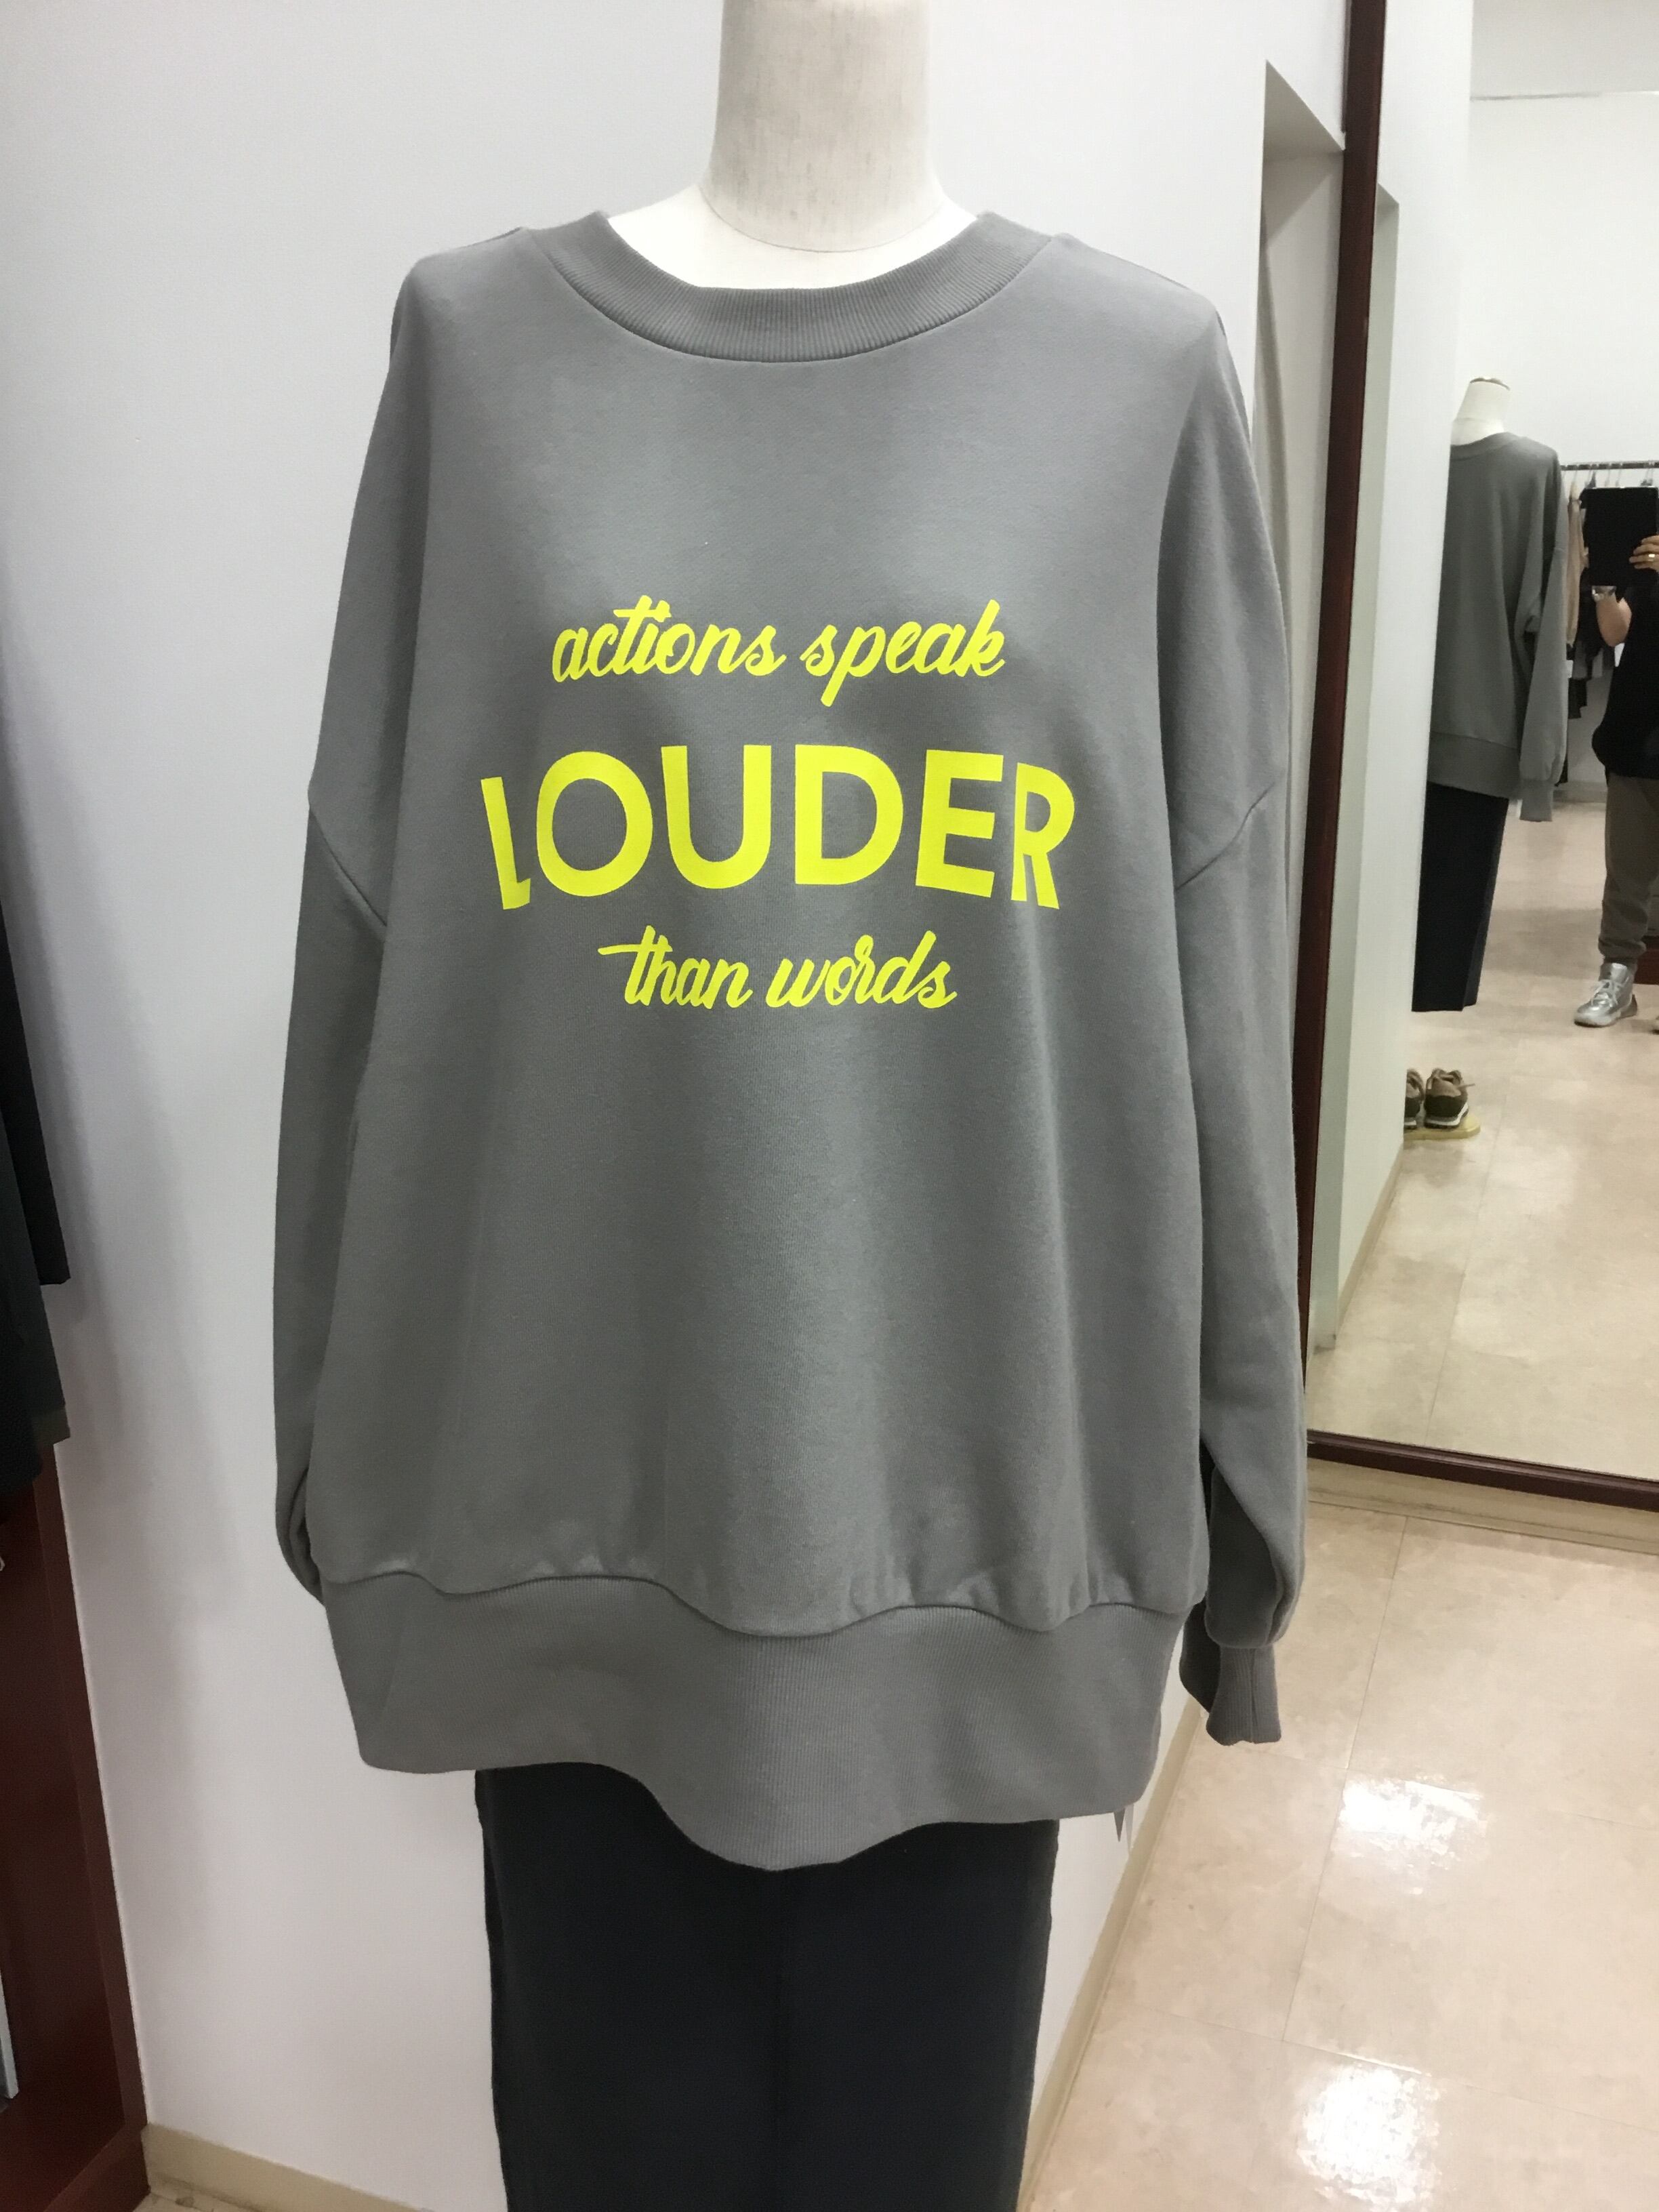 actions speak
LOUDER
than words